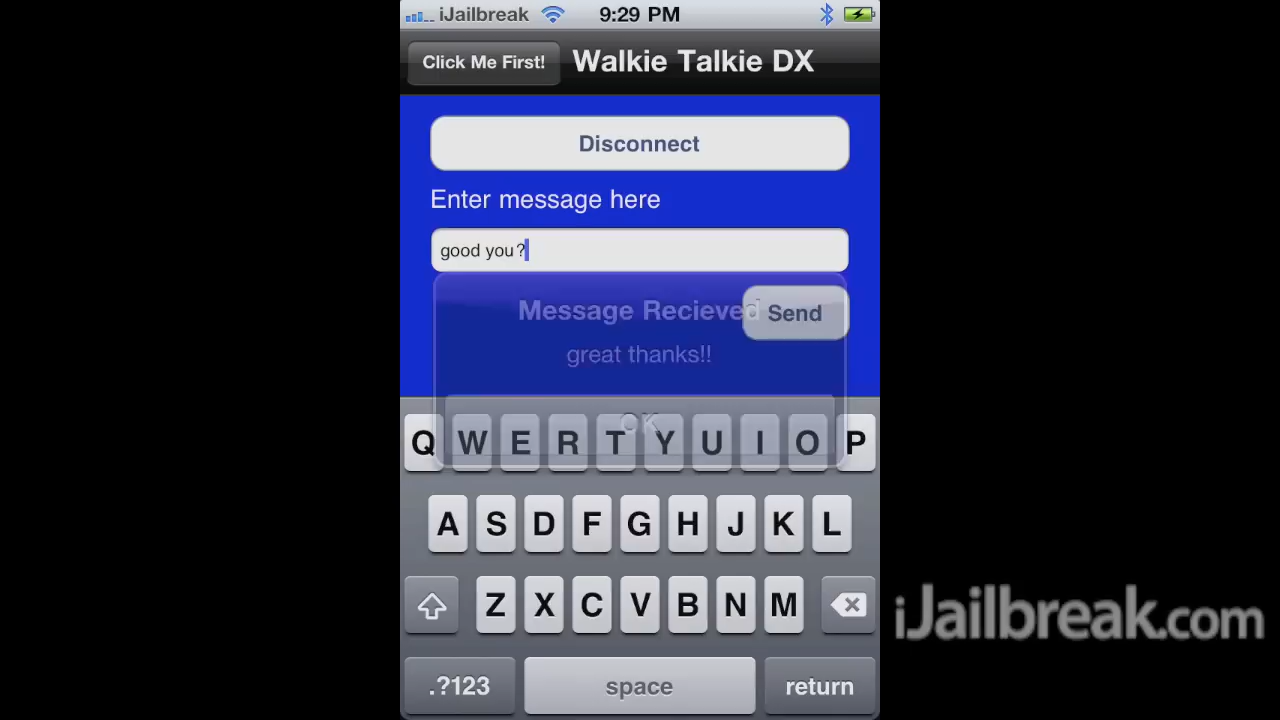 iJailbreak 9:29 PM
Click Me First! Walkie Talkie DX
Disconnect
Enter message here
good you?
Message Recieved
Send
great thanks!!
OK
Q W E R T Y U I O P
A S D F G H J K L
Z X C V B N M
iJailbreak.com
.?123 space return